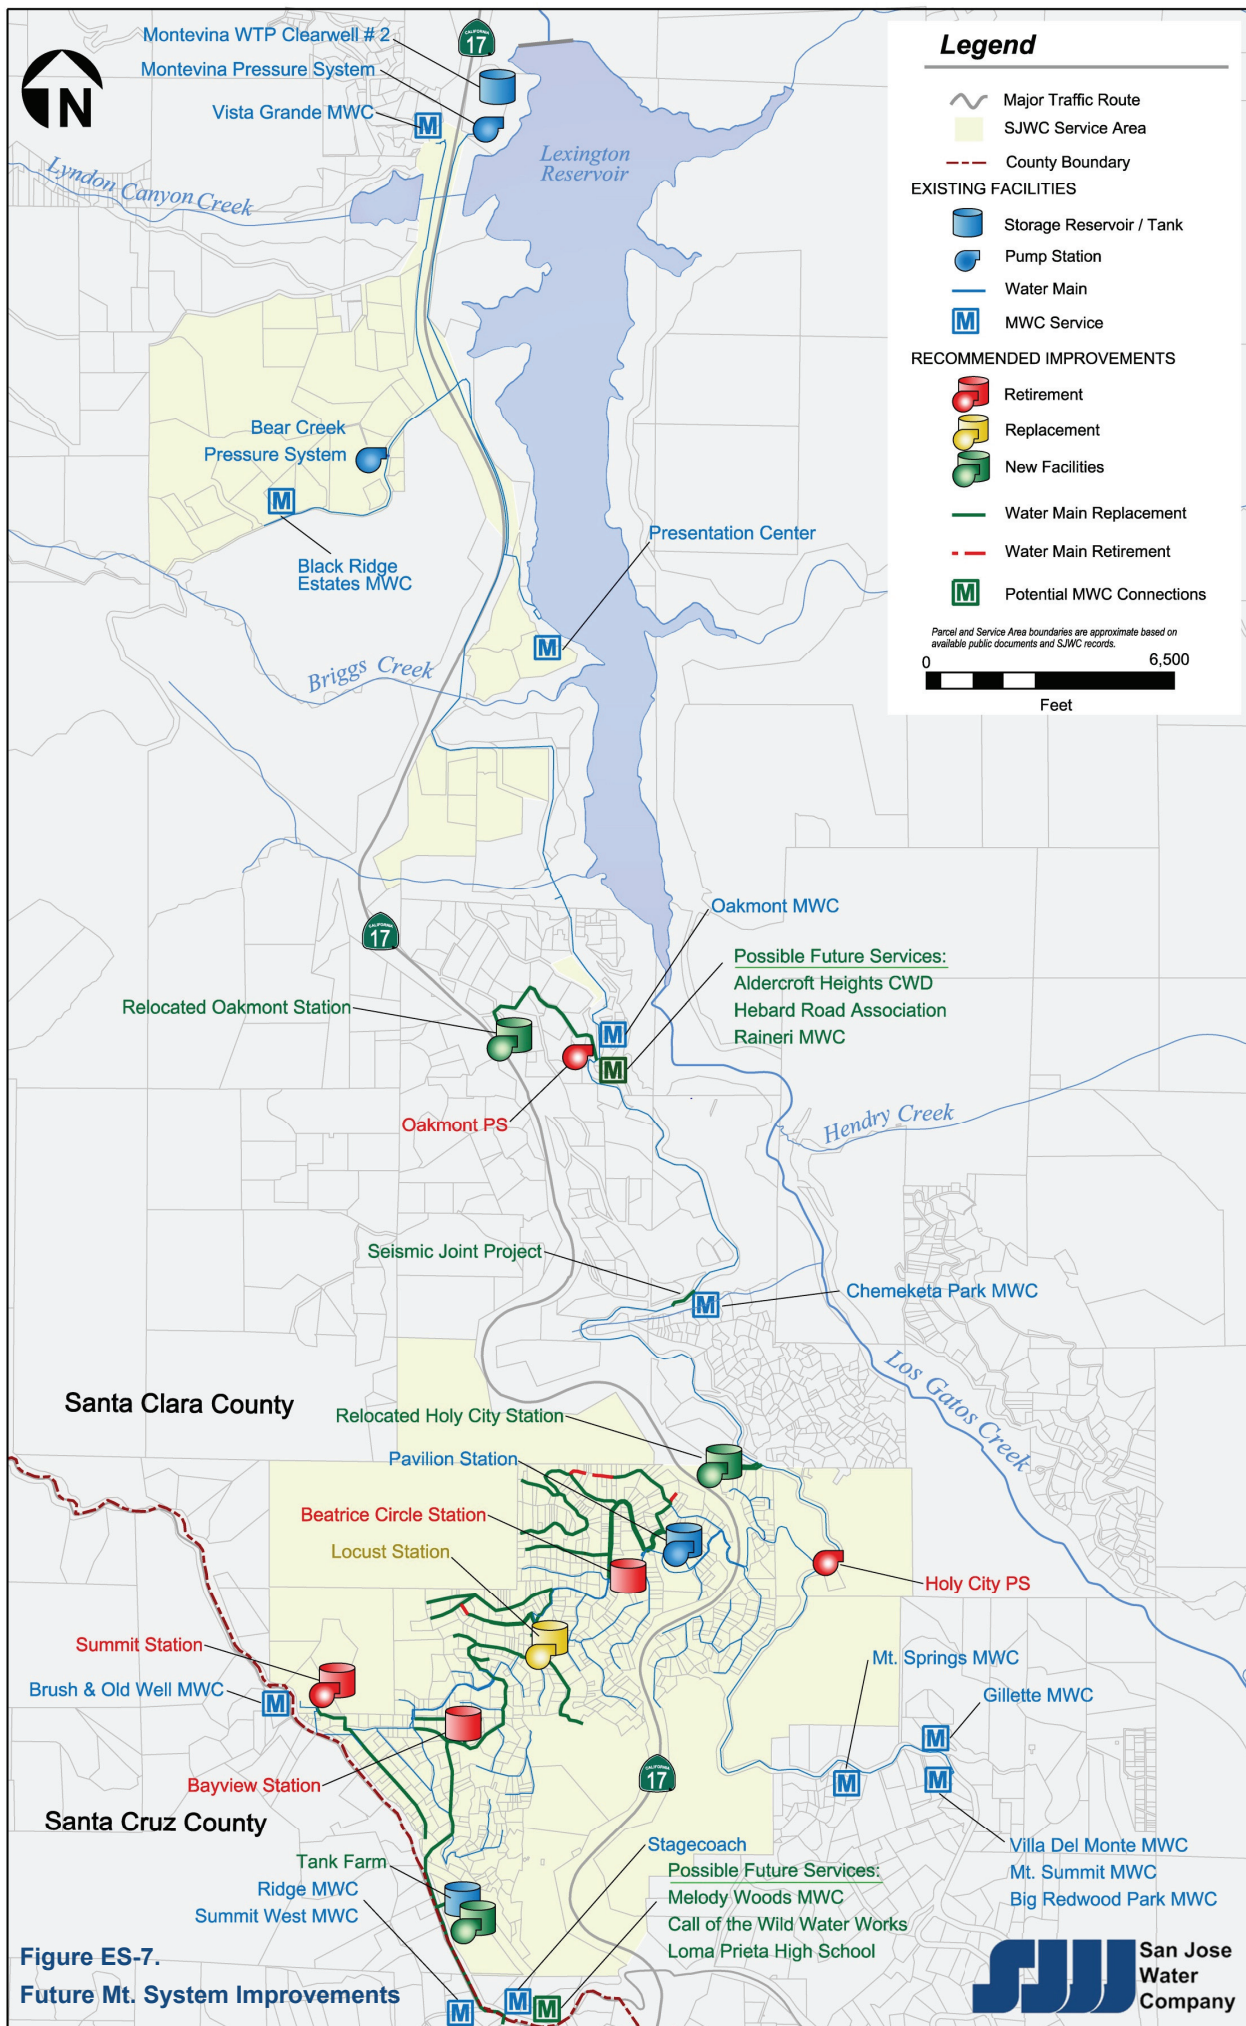 Montevina WTP Clearwell # 2
Montevina Pressure System
Vista Grande MWC
CALIFORNIA
17
M
N
Lyndon Canyon Creek
Lexington
Reservoir
Legend
Major Traffic Route
SJWC Service Area
County Boundary
EXISTING FACILITIES
Storage Reservoir / Tank
Pump Station
Water Main
M
MWC Service
RECOMMENDED IMPROVEMENTS
Retirement
Replacement
New Facilities
Water Main Replacement
Water Main Retirement
M
Potential MWC Connections
Parcel and Service Area boundaries are approximate based on
available public documents and SJWC records.
0
6,500
Feet
Bear Creek
Pressure System
M
Black Ridge
Estates MWC
Presentation Center
M
Briggs Creek
CALIFORNIA
17
Oakmont MWC
Possible Future Services:
Aldercroft Heights CWD
Hebard Road Association
Raineri MWC
Relocated Oakmont Station
M
M
Oakmont PS
Hendry Creek
Seismic Joint Project
M
Chemeketa Park MWC
Los Gatos Creek
Santa Clara County
Relocated Holy City Station
Pavilion Station
Beatrice Circle Station
Locust Station
Holy City PS
Summit Station
Brush & Old Well MWC
M
Mt. Springs MWC
Gillette MWC
M
M
M
Bayview Station
CALIFORNIA
17
Santa Cruz County
Stagecoach
Villa Del Monte MWC
Mt. Summit MWC
Big Redwood Park MWC
Tank Farm
Ridge MWC
Summit West MWC
Possible Future Services:
Melody Woods MWC
Call of the Wild Water Works
Loma Prieta High School
M
M
M
Figure ES-7.
Future Mt. System Improvements
SJW
San Jose
Water
Company